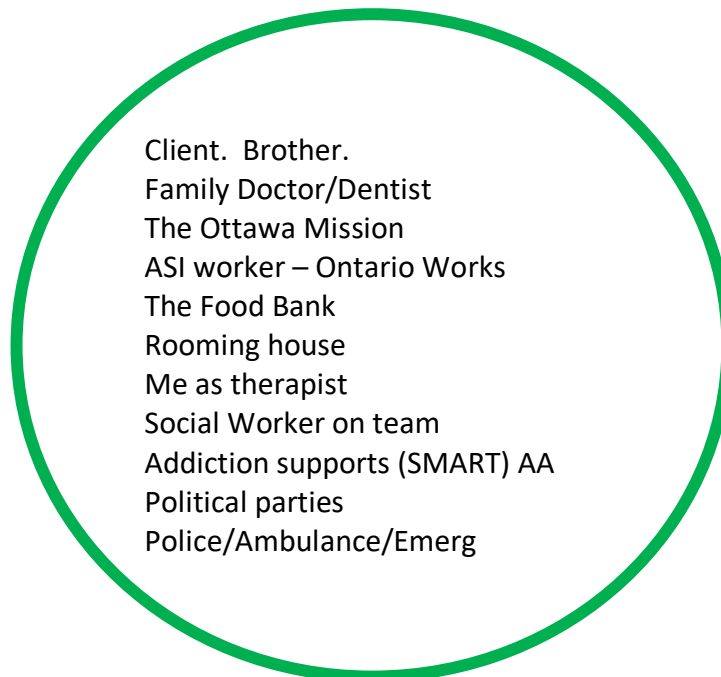 Client.  Brother.
Family Doctor/Dentist
The Ottawa Mission
ASI worker – Ontario Works
The Food Bank
Rooming house
Me as therapist
Social Worker on team
Addiction supports (SMART) AA
Political parties
Police/Ambulance/Emerg